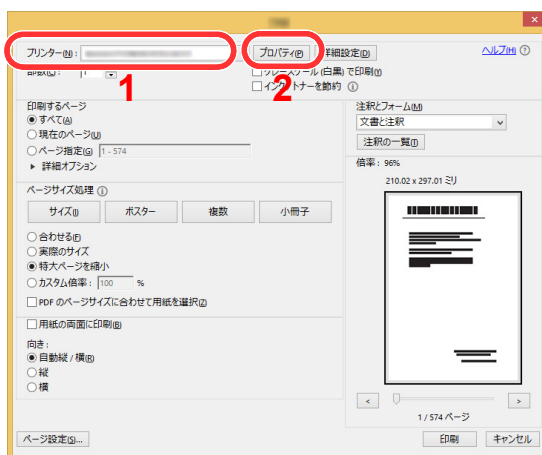 プリンター(N):
プロパティ(P)
詳細設定(D)
ヘルプ(H)
1
2
部数(C): 1
グレースケール (白黒) で印刷(Y)
インク/トナーを節約
印刷するページ
すべて(A)
現在のページ(U)
ページ指定(G) 1 - 574
詳細オプション
ページサイズ処理
サイズ(I)
ポスター
複数
小冊子
合わせる(F)
実際のサイズ
特大ページを縮小
カスタム倍率: 100 %
PDF のページサイズに合わせて用紙を選択(Z)
用紙の両面に印刷(B)
向き:
自動縦 / 横(R)
縦
横
注釈とフォーム(M)
文書と注釈
注釈の一覧(T)
倍率: 96%
210.02 x 297.01 ミリ
<
>
1 / 574 ページ
ページ設定(S)...
印刷
キャンセル